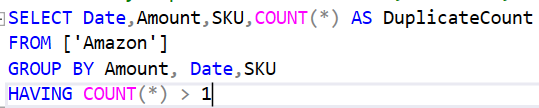 SELECT Date,Amount,SKU,COUNT(*) AS DuplicateCount
FROM ['Amazon']
GROUP BY Amount, Date,SKU
HAVING COUNT(*) > 1